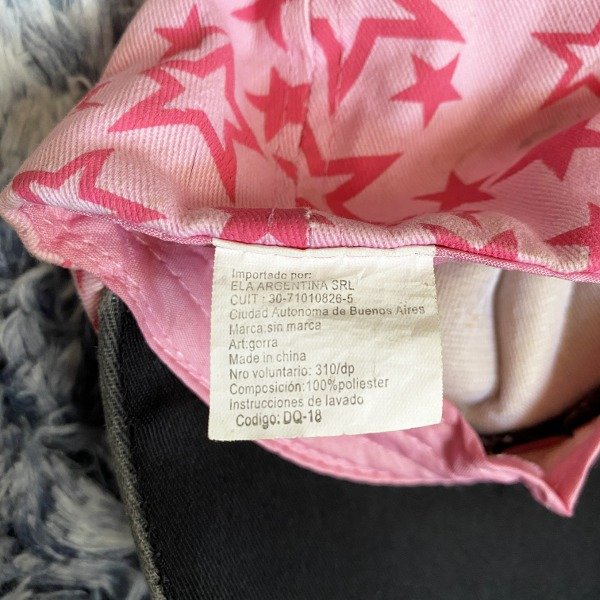 Importado por:
ELA ARGENTINA SRL
CUIT : 30-71010826-5
Ciudad Autonoma de Buenos Aires
Marca.sin marca
Art:gorra
Made in china
Nro voluntario: 310/dp
Composición:100%poliester
Instrucciones de lavado
Codigo: DQ-18